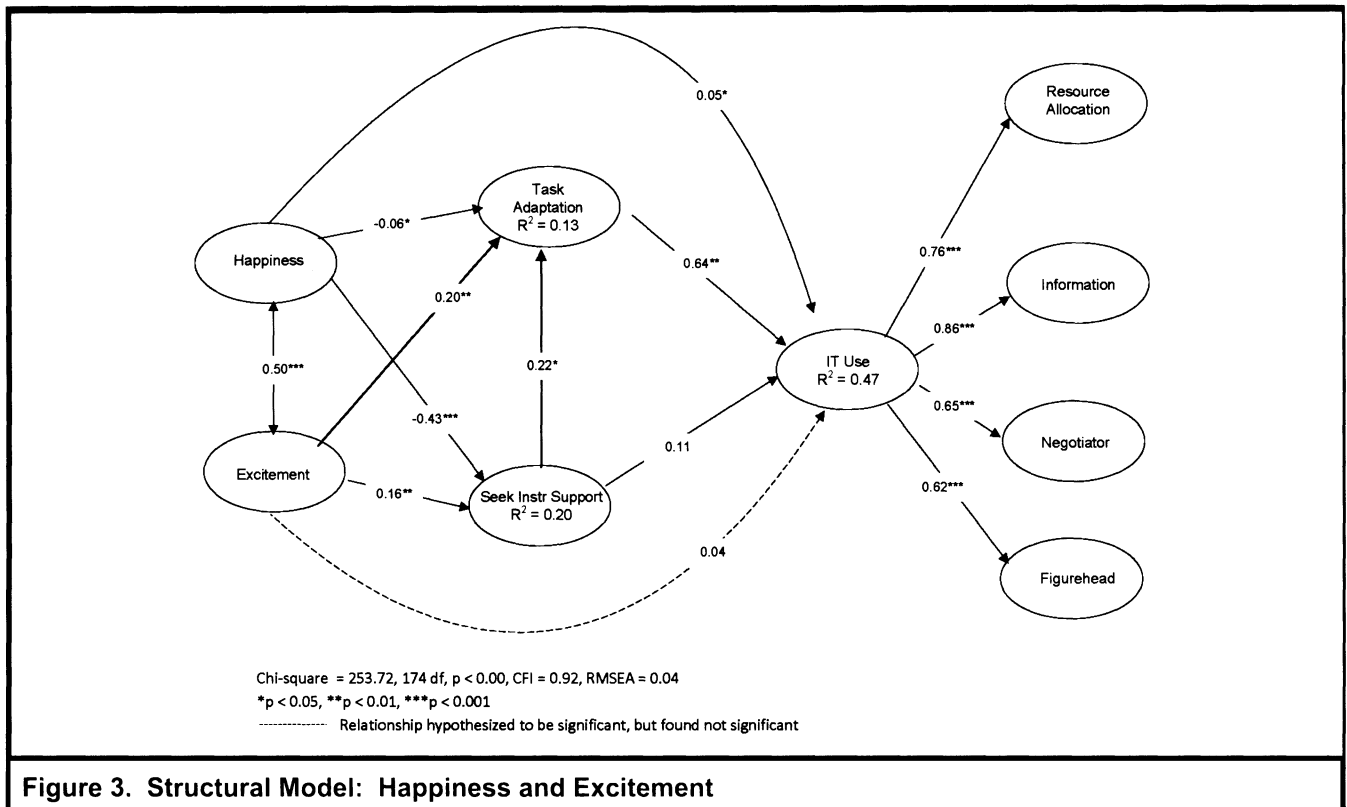 0.05*
Resource
Allocation
Task
Adaptation
R² = 0.13
-0.06*
Happiness
0.64**
0.76***
Information
0.20**
0.86***
IT Use
R² = 0.47
0.50***
0.22*
0.65***
-0.43***
Negotiator
0.11
Excitement
0.16**
Seek Instr Support
R² = 0.20
0.62***
0.04
Figurehead
Chi-square = 253.72, 174 df, p < 0.00, CFI = 0.92, RMSEA = 0.04
*p < 0.05, **p < 0.01, ***p < 0.001
Relationship hypothesized to be significant, but found not significant
Figure 3. Structural Model: Happiness and Excitement